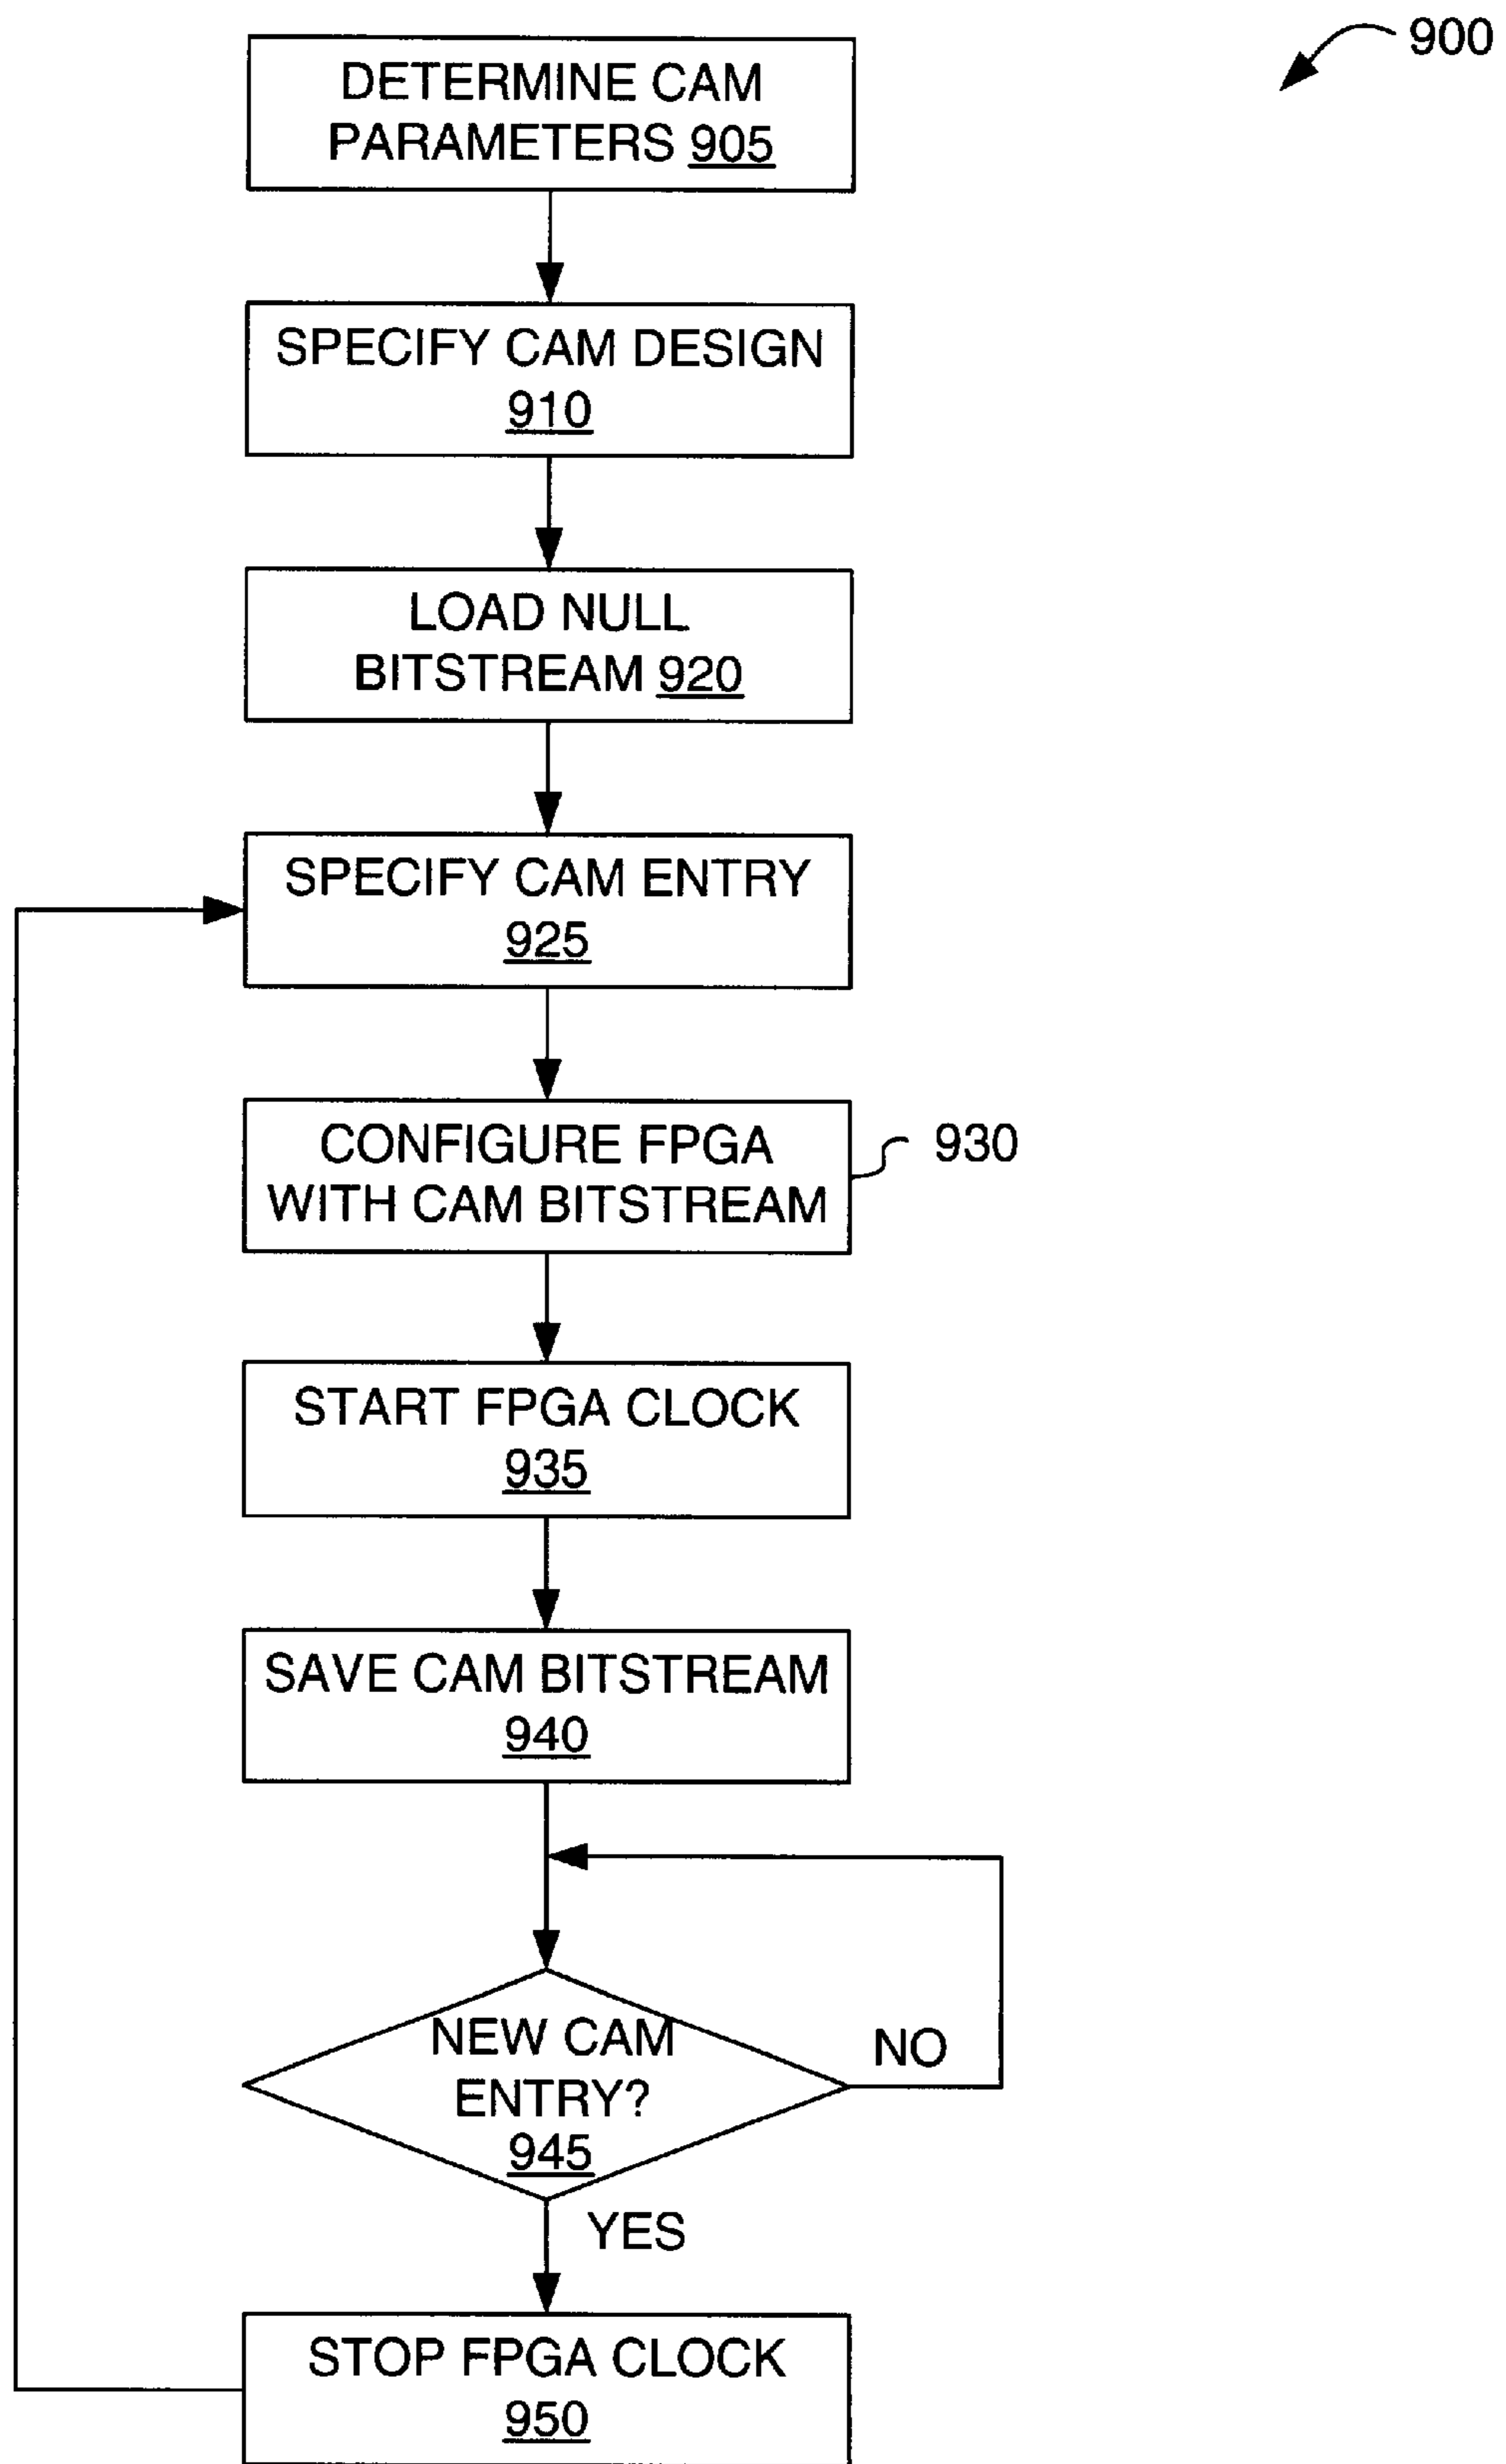 900
DETERMINE CAM
PARAMETERS 905
SPECIFY CAM DESIGN
910
LOAD NULL
BITSTREAM 920
SPECIFY CAM ENTRY
925
CONFIGURE FPGA
WITH CAM BITSTREAM
930
START FPGA CLOCK
935
SAVE CAM BITSTREAM
940
NEW CAM
ENTRY?
945
NO
YES
STOP FPGA CLOCK
950